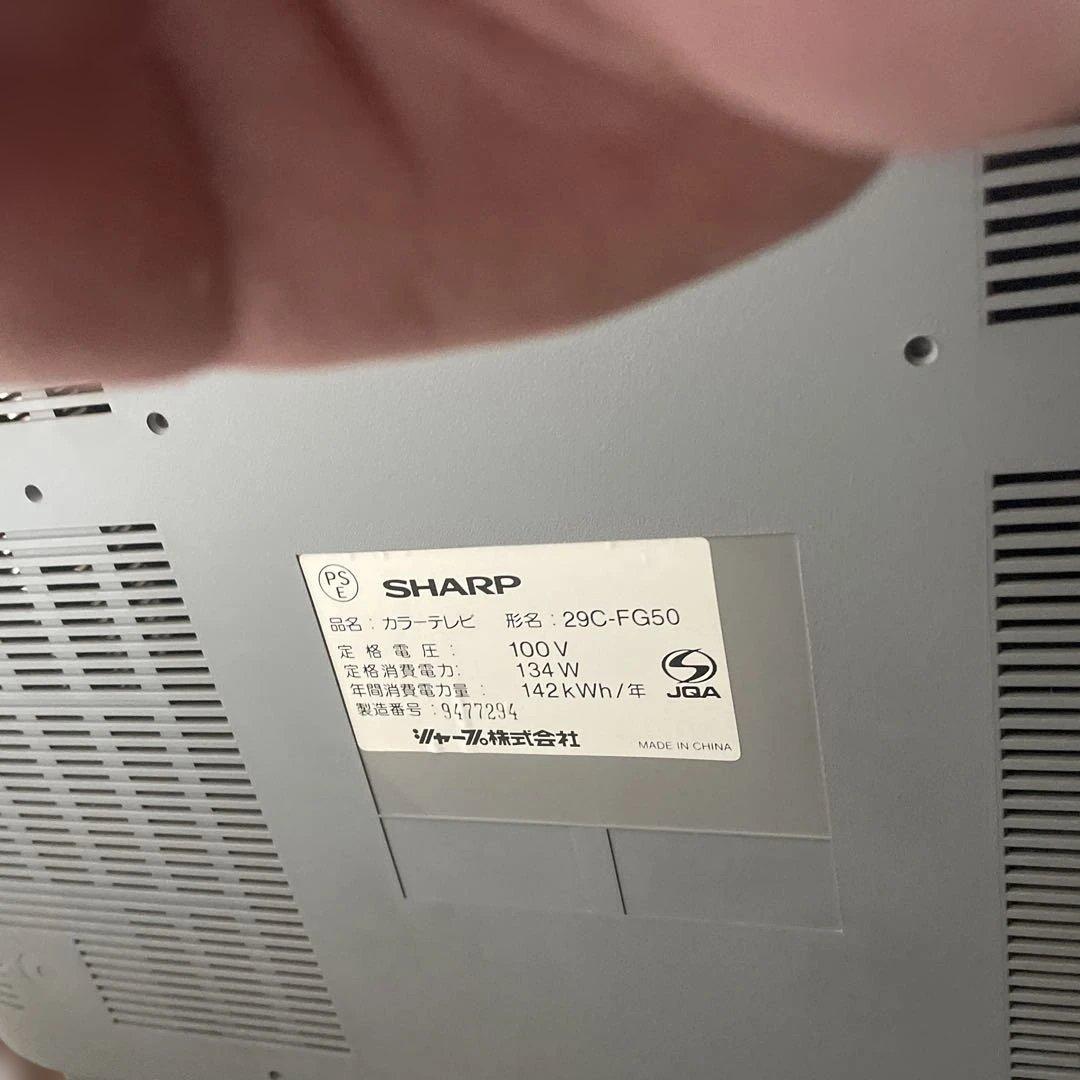 PS
E
SHARP
品名：カラーテレビ 形名：29C-FG50
定格電圧： 100V
定格消費電力： 134W
年間消費電力量： 142kWh/年
製造番号：9477294
JQA
シャープ株式会社
MADE IN CHINA